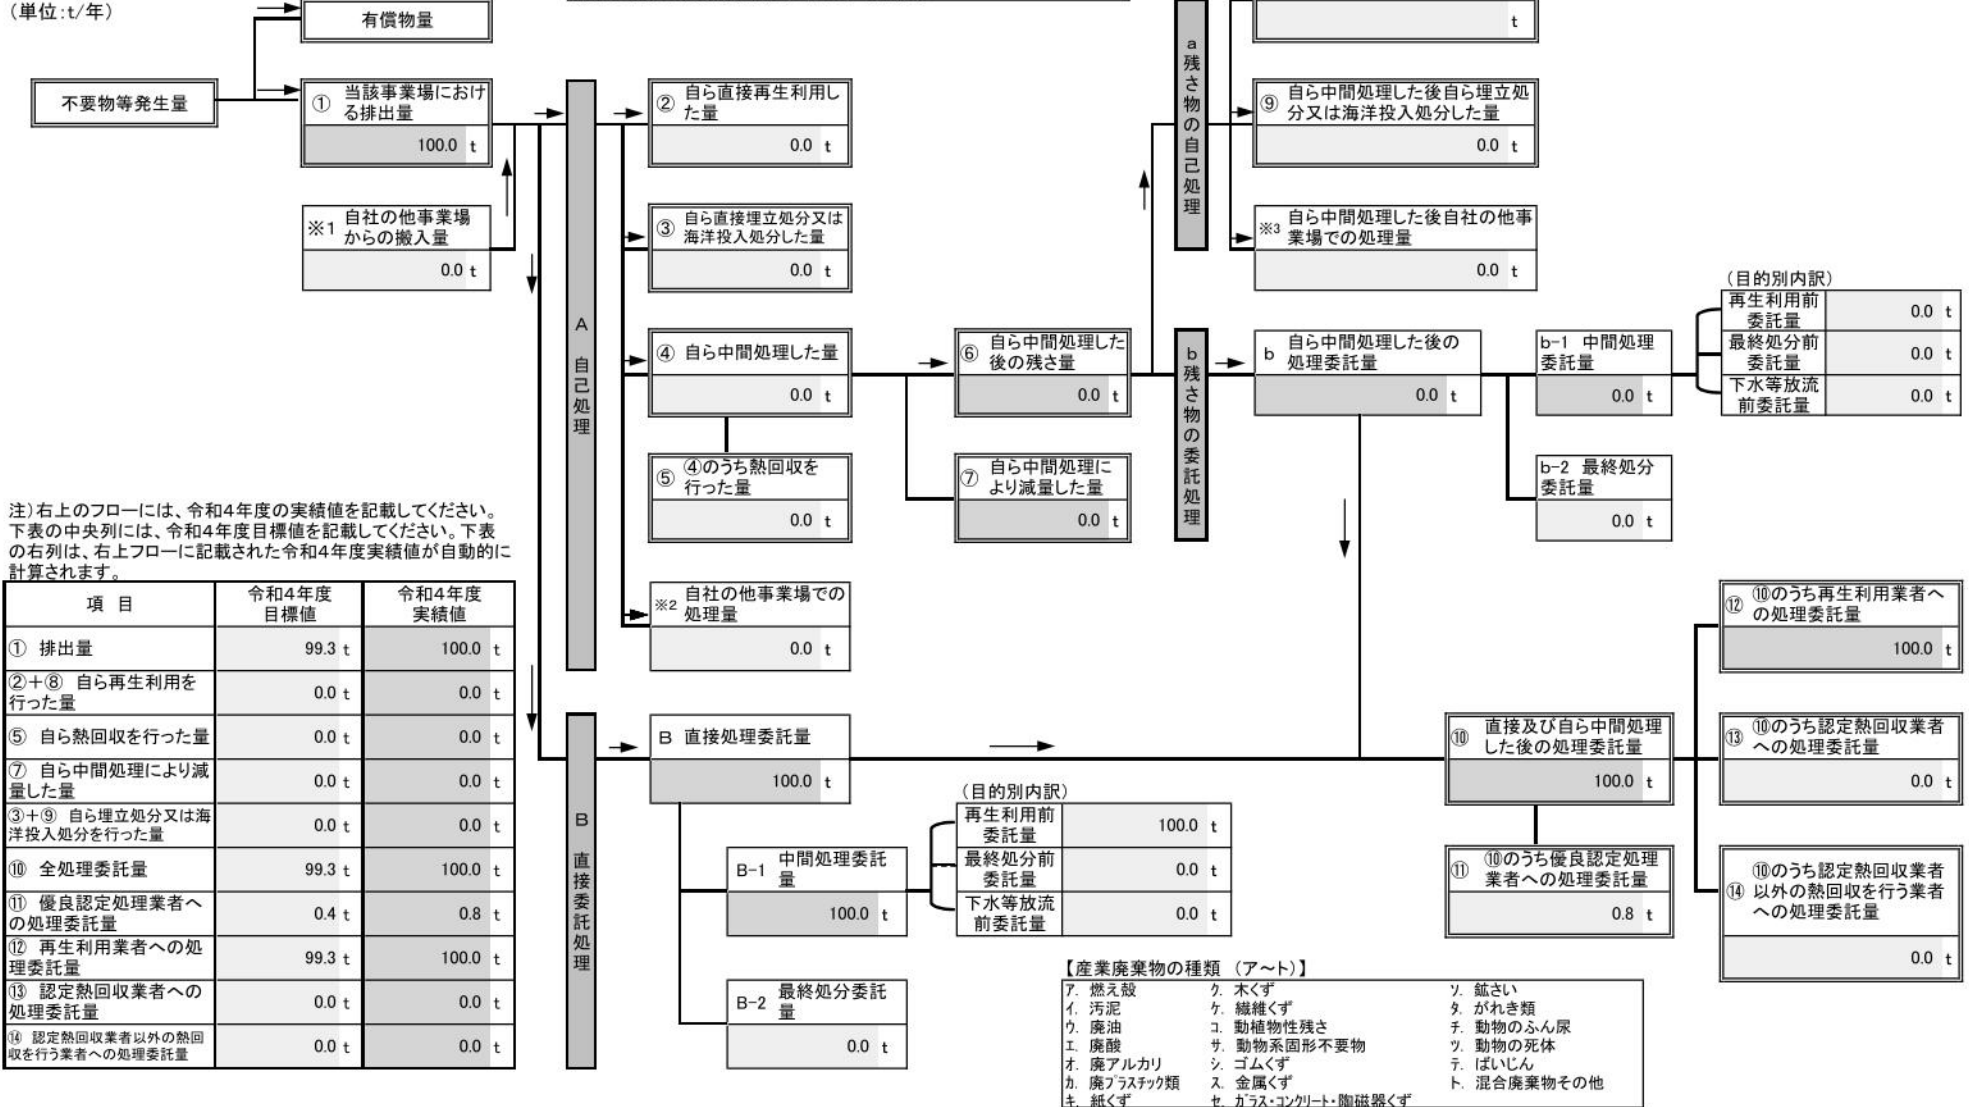 (単位:t/年)
有償物量
t
不要物等発生量
① 当該事業場におけ
る排出量
100.0 t
※1 自社の他事業場
からの搬入量
0.0 t
A 自己処理
② 自ら直接再生利用し
た量
0.0 t
③ 自ら直接埋立処分又は
海洋投入処分した量
0.0 t
④ 自ら中間処理した量
0.0 t
⑤ ④のうち熱回収を
行った量
0.0 t
※2 自社の他事業場での
処理量
0.0 t
⑥ 自ら中間処理した
後の残さ量
0.0 t
⑦ 自ら中間処理に
より減量した量
0.0 t
a 残さ物の自己処理
⑨ 自ら中間処理した後自ら埋立処
分又は海洋投入処分した量
0.0 t
※3 自ら中間処理した後自社の他事
業場での処理量
0.0 t
b 残さ物の委託処理
b 自ら中間処理した後の
処理委託量
0.0 t
b-1 中間処理
委託量
0.0 t
b-2 最終処分
委託量
0.0 t
(目的別内訳)
再生利用前
委託量 0.0 t
最終処分前
委託量 0.0 t
下水等放流
前委託量 0.0 t
注)右上のフローには、令和4年度の実績値を記載してください。
下表の中央列には、令和4年度目標値を記載してください。下表
の右列は、右上フローに記載された令和4年度実績値が自動的に
計算されます。
項 目 令和4年度
目標値 令和4年度
実績値
① 排出量 99.3 t 100.0 t
②+⑧ 自ら再生利用を
行った量 0.0 t 0.0 t
⑤ 自ら熱回収を行った量 0.0 t 0.0 t
⑦ 自ら中間処理により減
量した量 0.0 t 0.0 t
③+⑨ 自ら埋立処分又は海
洋投入処分を行った量 0.0 t 0.0 t
⑩ 全処理委託量 99.3 t 100.0 t
⑪ 優良認定処理業者へ
の処理委託量 0.4 t 0.8 t
⑫ 再生利用業者への処
理委託量 99.3 t 100.0 t
⑬ 認定熱回収業者への
処理委託量 0.0 t 0.0 t
⑭ 認定熱回収業者以外の熱回
収を行う業者への処理委託量 0.0 t 0.0 t
B 直接委託処理
B 直接処理委託量
100.0 t
B-1 中間処理委託
量
100.0 t
B-2 最終処分委託
量
0.0 t
(目的別内訳)
再生利用前
委託量 100.0 t
最終処分前
委託量 0.0 t
下水等放流
前委託量 0.0 t
⑩ 直接及び自ら中間処理
した後の処理委託量
100.0 t
⑪ ⑩のうち優良認定処理
業者への処理委託量
0.8 t
⑫ ⑩のうち再生利用業者へ
の処理委託量
100.0 t
⑬ ⑩のうち認定熱回収業者
への処理委託量
0.0 t
⑭ ⑩のうち認定熱回収業者
以外の熱回収を行う業者
への処理委託量
0.0 t
【産業廃棄物の種類 (ア~ト)】
ア. 燃え殻 ク. 木くず ソ. 鉱さい
イ. 汚泥 ケ. 繊維くず タ. がれき類
ウ. 廃油 コ. 動植物性残さ チ. 動物のふん尿
エ. 廃酸 サ. 動物系固形不要物 ツ. 動物の死体
オ. 廃アルカリ シ. ゴムくず テ. ばいじん
カ. 廃プラスチック類 ス. 金属くず ト. 混合廃棄物その他
キ. 紙くず セ. ガラス・コンクリート・陶磁器くず